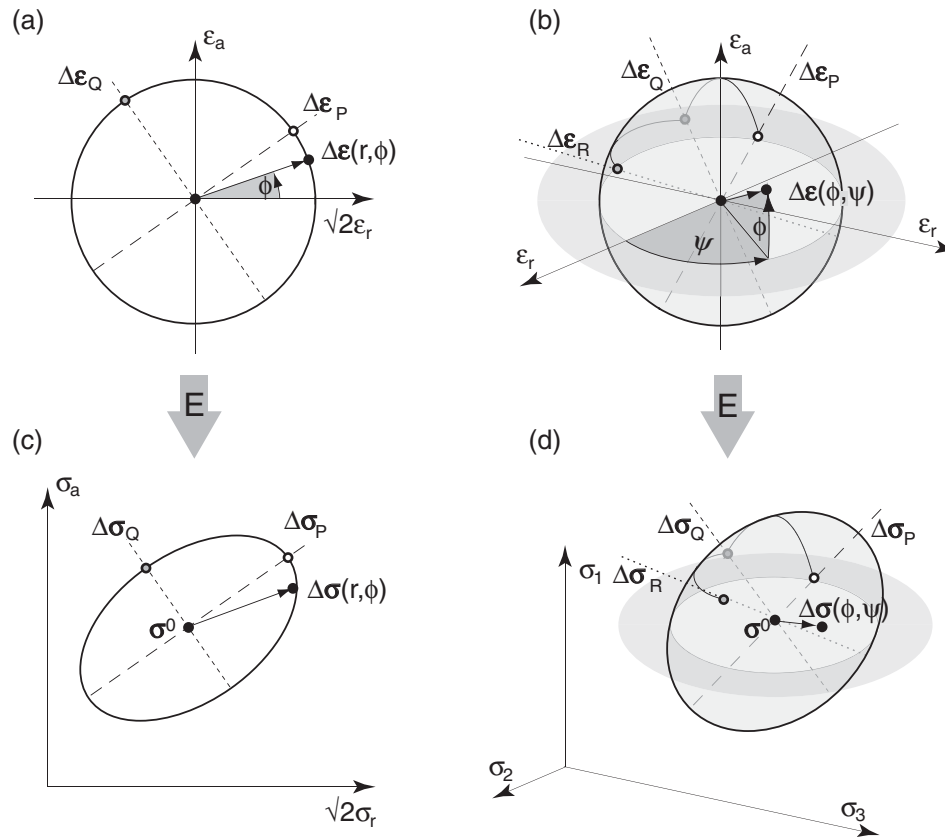 (a)
εa
ΔεQ
ΔεP
Δε(r,ϕ)
ϕ
√2εr
(b)
εa
ΔεQ
ΔεP
ΔεR
Δε(ϕ,ψ)
ϕ
ψ
εr
εr
E
E
(c)
σa
ΔσQ
ΔσP
Δσ(r,ϕ)
σ⁰
√2σr
(d)
ΔσQ
ΔσP
σ1
ΔσR
Δσ(ϕ,ψ)
σ⁰
σ2
σ3